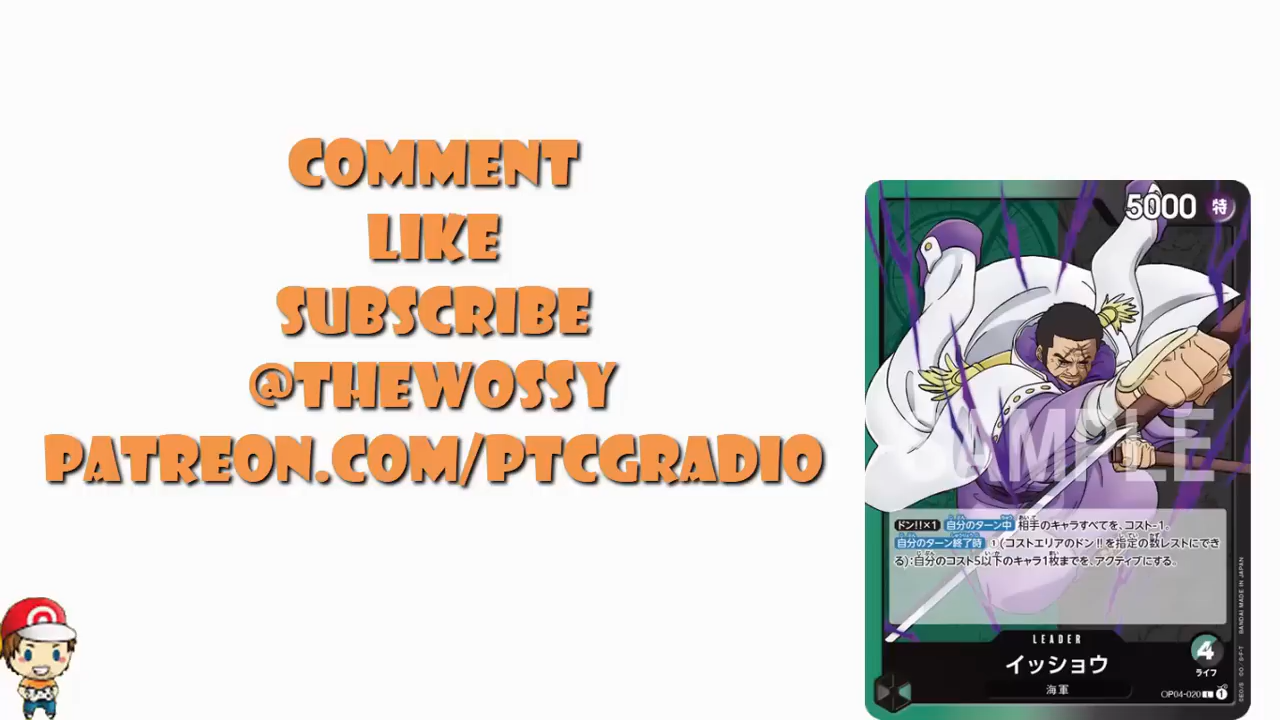 COMMENT
LIKE
SUBSCRIBE
@THEWOSSY
PATREON.COM/PTCGRADIO
5000 特
SAMPLE
ドン!!×1 自分のターン中 相手のキャラすべてを、コスト-1。
自分のターン終了時 ①(コストエリアのドン!!を指定の数レストにでき
る):自分のコスト5以下のキャラ1枚までを、アクティブにする。
LEADER
イッショウ
海軍
4
ライフ
OP04-020 L
BANDAI MADE IN JAPAN